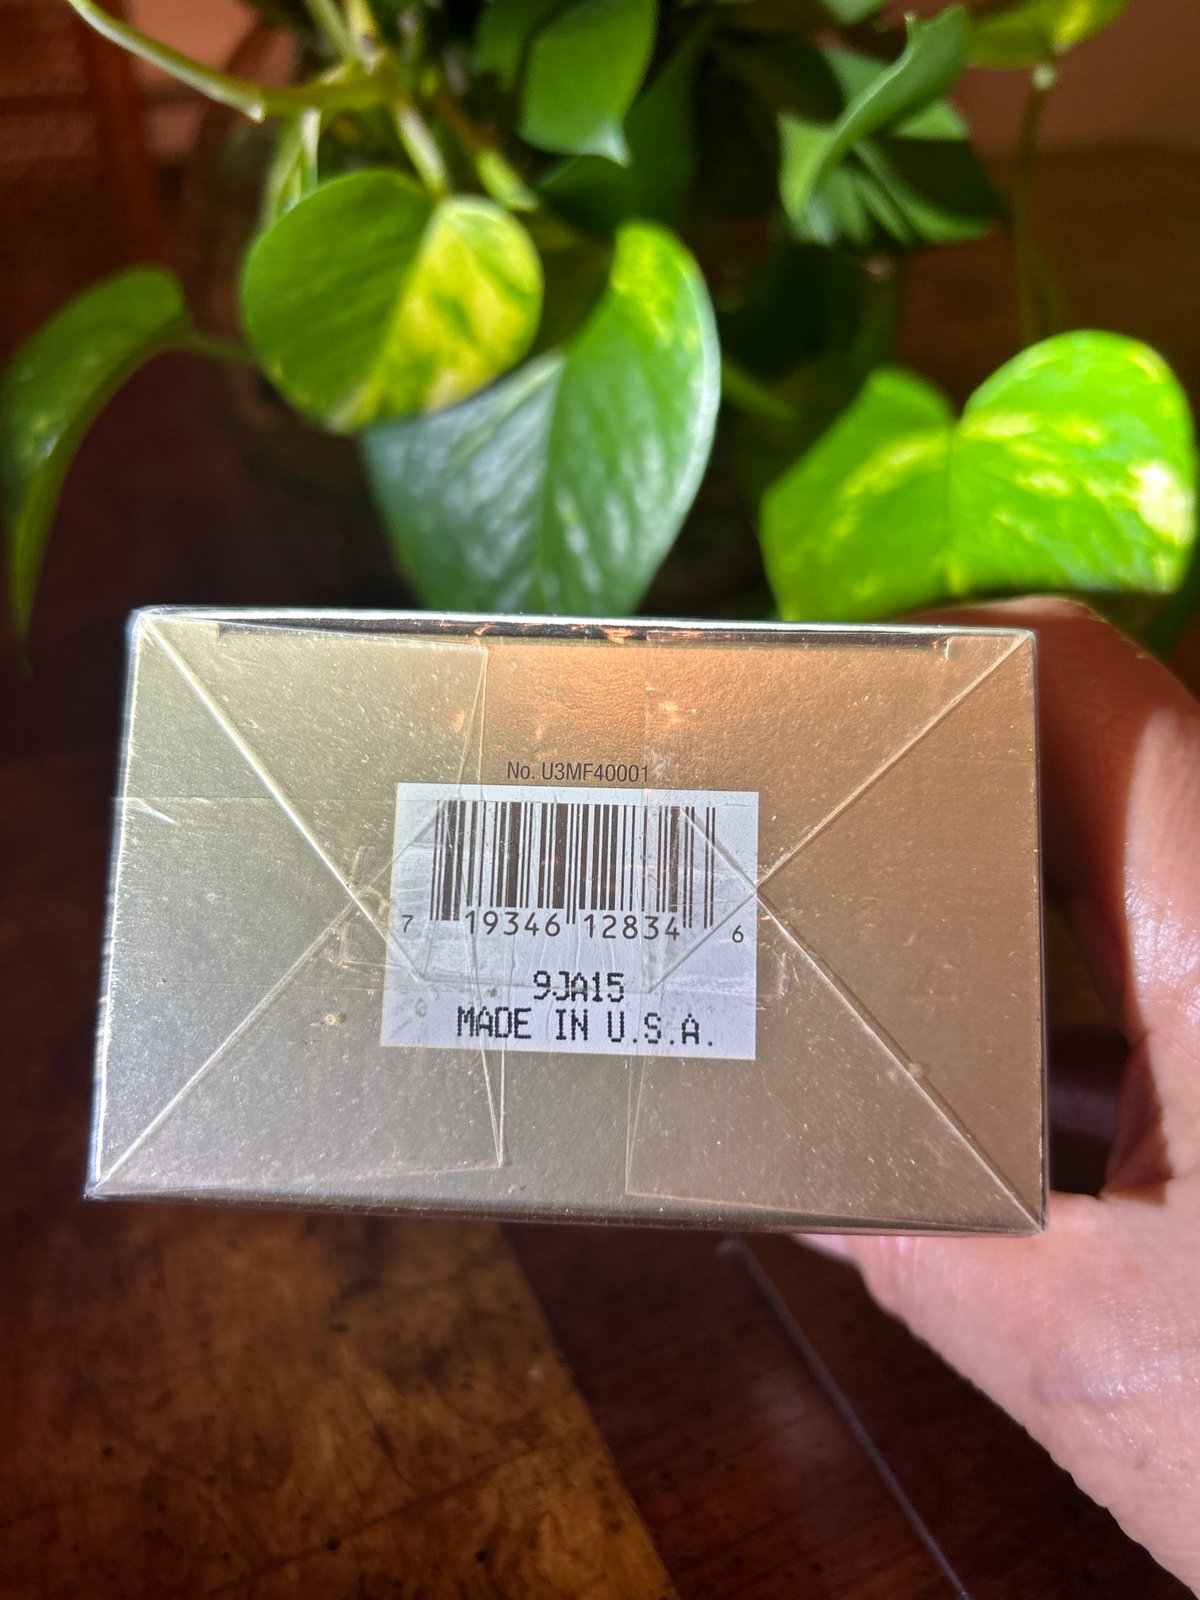 No. U3MF40001
7 19346 12834 6
9JA15
MADE IN U.S.A.